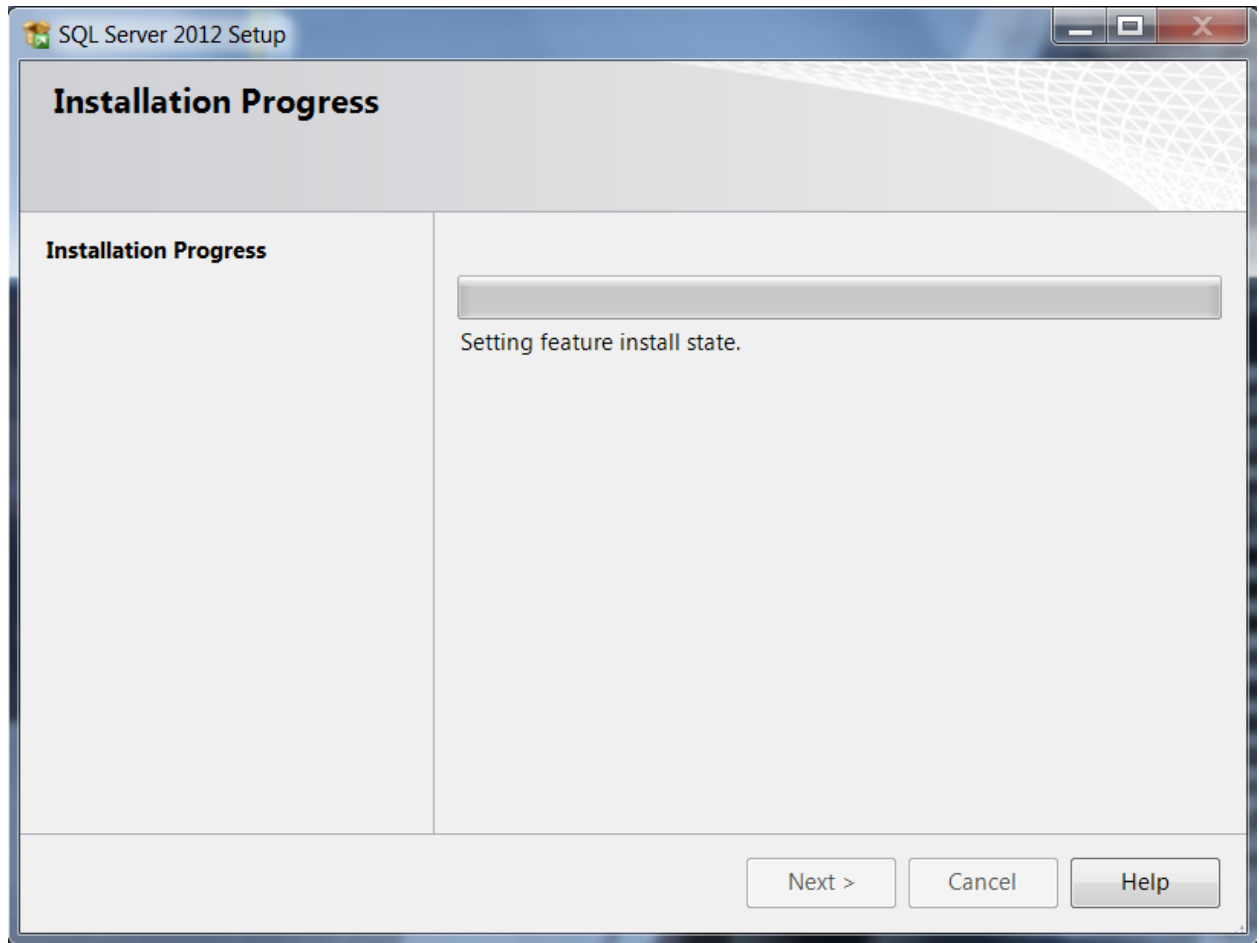 SQL Server 2012 Setup
Installation Progress
Installation Progress
Setting feature install state.
Next >
Cancel
Help